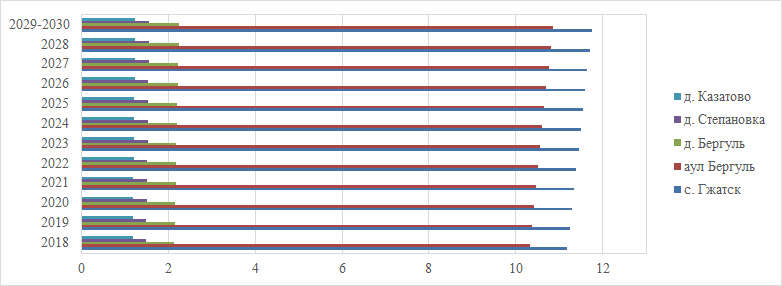 2029-2030
2028
2027
2026
2025
2024
2023
2022
2021
2020
2019
2018
0 2 4 6 8 10 12
д. Казатово
д. Степановка
д. Бергуль
аул Бергуль
с. Гжатск